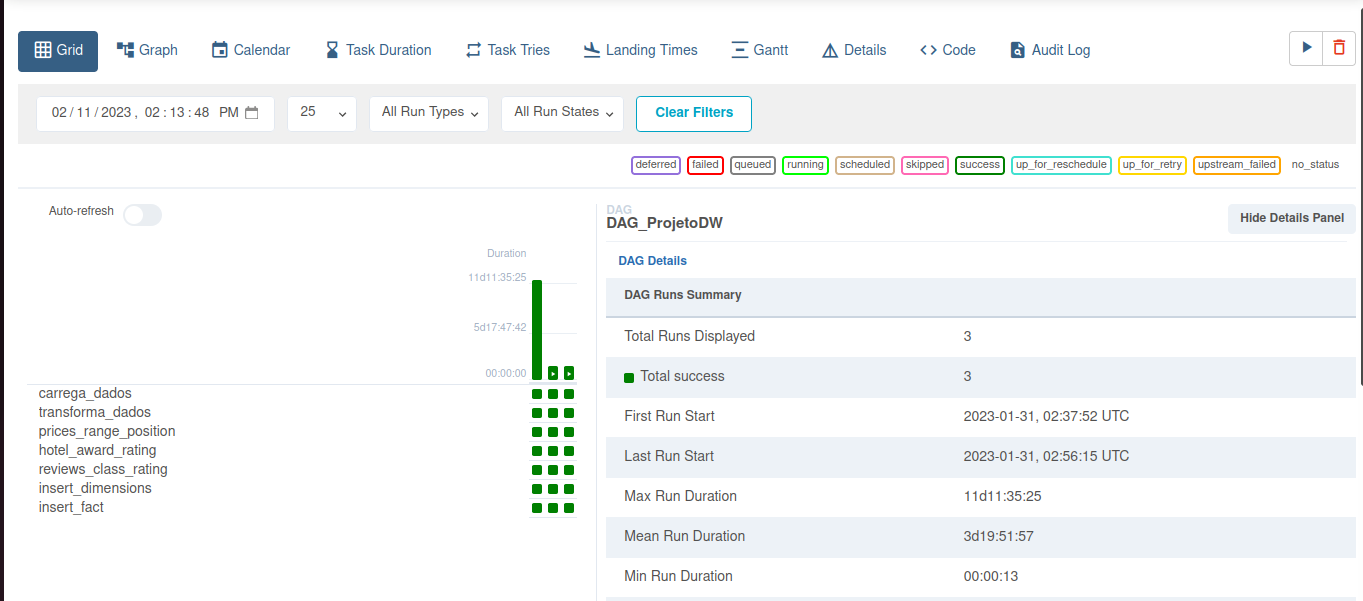 Grid Graph Calendar Task Duration Task Tries Landing Times Gantt Details <> Code Audit Log
02/11/2023, 02:13:48 PM 25 All Run Types All Run States Clear Filters
deferred failed queued running scheduled skipped success up_for_reschedule up_for_retry upstream_failed no_status
Auto-refresh
DAG
DAG_ProjetoDW
Hide Details Panel
Duration
11d11:35:25
5d17:47:42
00:00:00
carrega_dados
transforma_dados
prices_range_position
hotel_award_rating
reviews_class_rating
insert_dimensions
insert_fact
DAG Details
DAG Runs Summary
Total Runs Displayed 3
Total success 3
First Run Start 2023-01-31, 02:37:52 UTC
Last Run Start 2023-01-31, 02:56:15 UTC
Max Run Duration 11d11:35:25
Mean Run Duration 3d19:51:57
Min Run Duration 00:00:13